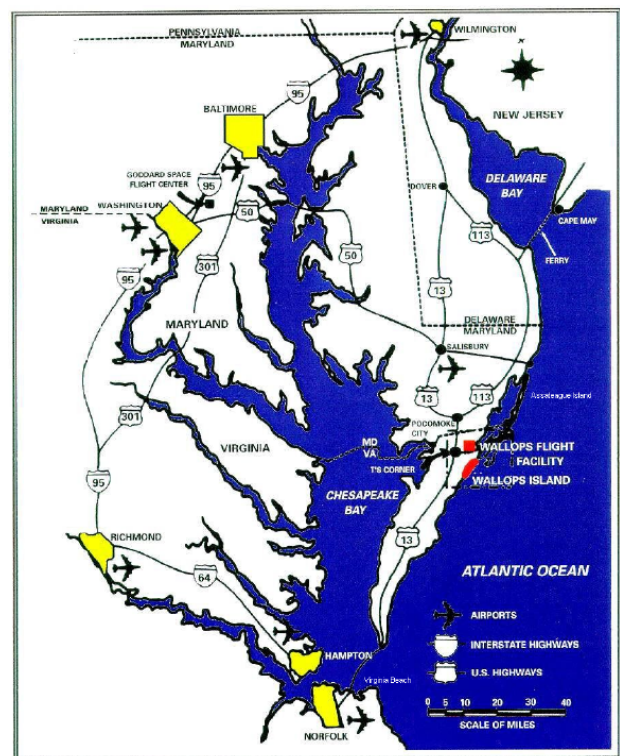 PENNSYLVANIA
MARYLAND
WILMINGTON
95
BALTIMORE
NEW JERSEY
GODDARD SPACE
FLIGHT CENTER
95
DOVER
DELAWARE
BAY
MARYLAND
VIRGINIA
WASHINGTON
50
CAPE MAY
113
FERRY
50
301
95
13
MARYLAND
DELAWARE
MARYLAND
SALISBURY
13
113
Assateague Island
301
POCOMOKE
CITY
VIRGINIA
MD
VA
T'S CORNER
WALLOPS FLIGHT
FACILITY
WALLOPS ISLAND
95
CHESAPEAKE
BAY
13
RICHMOND
64
ATLANTIC OCEAN
AIRPORTS
INTERSTATE HIGHWAYS
U.S. HIGHWAYS
HAMPTON
Virginia Beach
NORFOLK
0 5 10 20 30 40
SCALE OF MILES